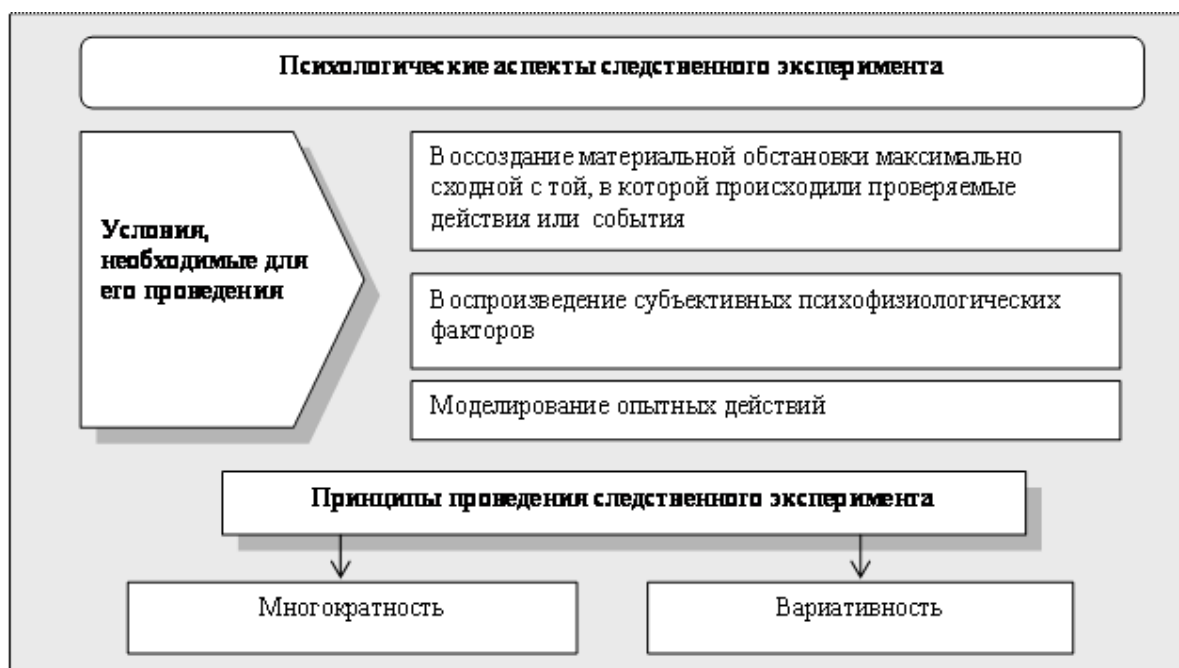 Психологические аспекты следственного эксперимента
Условия,
необходимые для
его проведения
В оссоздание материальной обстановки максимально
сходной с той, в которой происходили проверяемые
действия или события
В оспроизведение субъективных психофизиологических
факторов
Моделирование опытных действий
Принципы проведения следственного эксперимента
Многократность
Вариативность